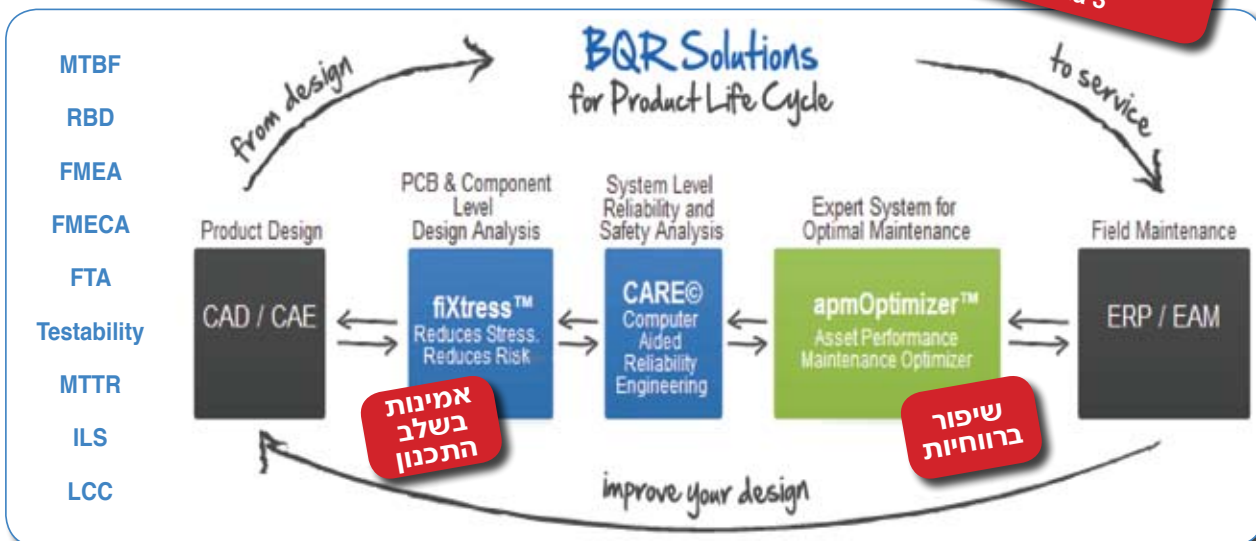 MTBF
RBD
FMEA
FMECA
FTA
Testability
MTTR
ILS
LCC
BQR Solutions
for Product Life Cycle
from design
to service
Product Design
CAD / CAE
PCB & Component
Level
Design Analysis
fiXtress™
Reduces Stress.
Reduces Risk
System Level
Reliability and
Safety Analysis
CARE©
Computer
Aided
Reliability
Engineering
Expert System for
Optimal Maintenance
apmOptimizer™
Asset Performance
Maintenance Optimizer
Field Maintenance
ERP / EAM
אמינות
בשלב
התכנון
שיפור
ברווחיות
improve your design